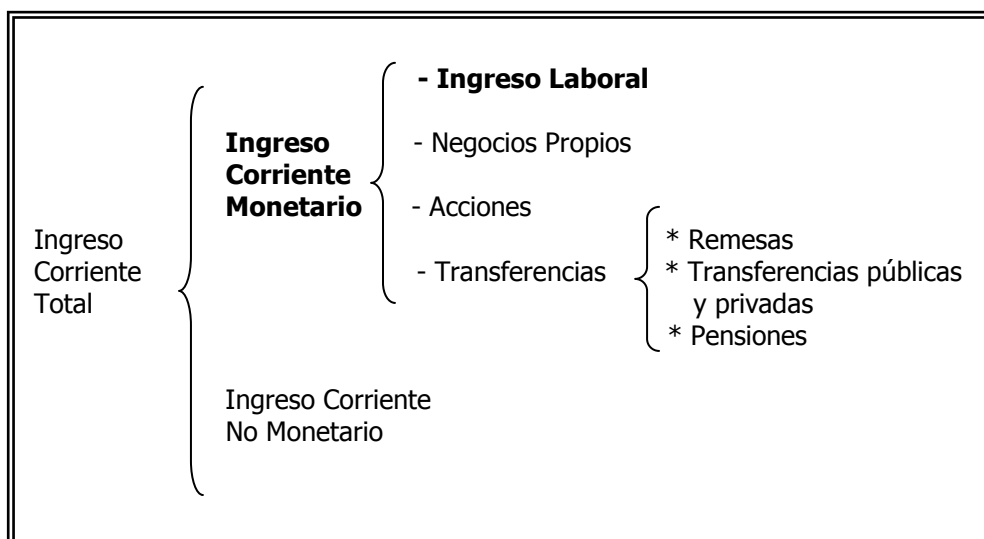 Ingreso
Corriente
Total
Ingreso
Corriente
Monetario
- Ingreso Laboral
- Negocios Propios
- Acciones
- Transferencias
* Remesas
* Transferencias públicas
y privadas
* Pensiones
Ingreso Corriente
No Monetario